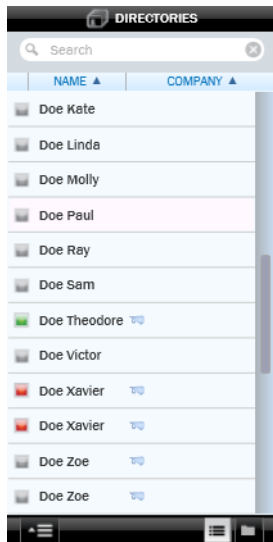 DIRECTORIES
Search
NAME ▲ COMPANY ▲
Doe Kate
Doe Linda
Doe Molly
Doe Paul
Doe Ray
Doe Sam
Doe Theodore
Doe Victor
Doe Xavier
Doe Xavier
Doe Zoe
Doe Zoe